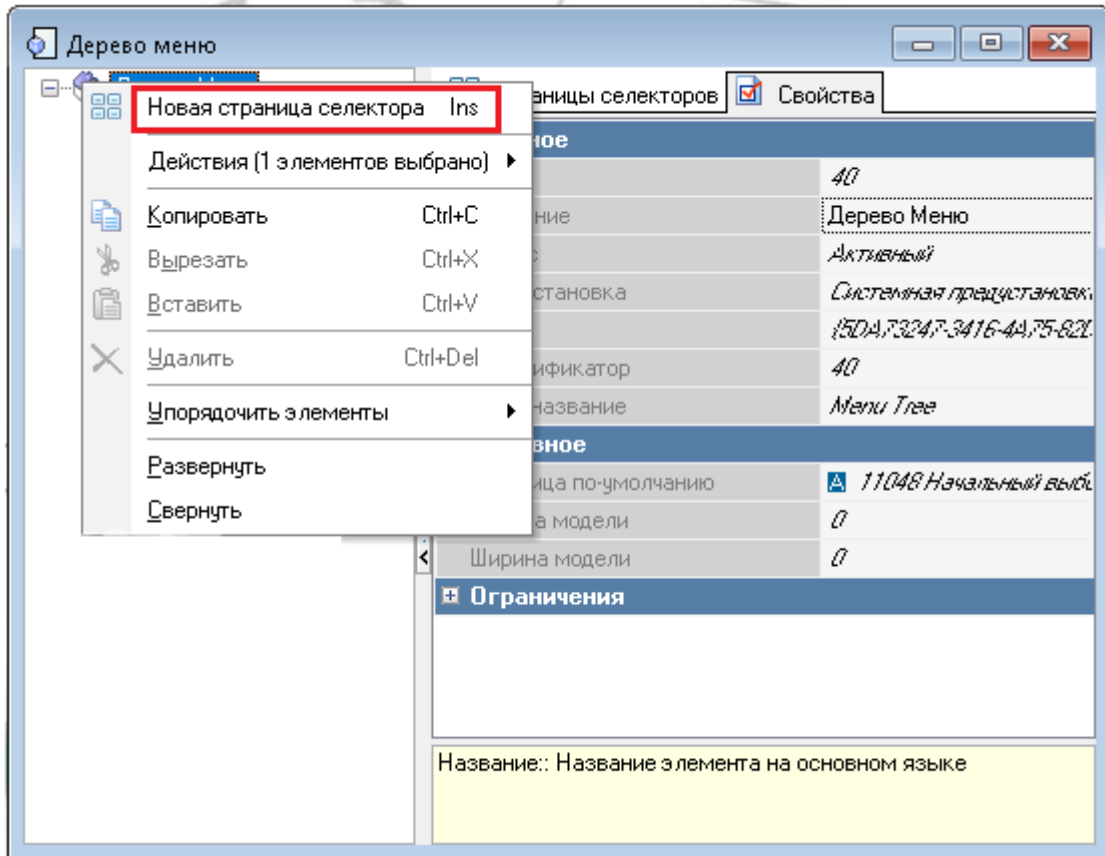 Дерево меню
Новая страница селектора Ins
Действия (1 элементов выбрано)
Копировать Ctrl+C
Вырезать Ctrl+X
Вставить Ctrl+V
Удалить Ctrl+Del
Упорядочить элементы
Развернуть
Свернуть
аницы селекторов Свойства
ное
40
ние Дерево Меню
Активный
становка Системная предустановк
{5DA73247-3416-4A75-82
ификатор 40
название Menu Tree
вное
ица по-умолчанию A 11048 Начальный выб
а модели 0
Ширина модели 0
Ограничения
Название:: Название элемента на основном языке